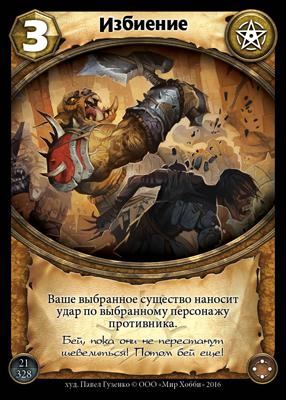 3
Избиение
Ваше выбранное существо наносит
удар по выбранному персонажу
противника.
Бей, пока они не перестанут
шевелиться! Потом бей ещё!
21
328
худ. Павел Гузенко © ООО «Мир Хобби» 2016